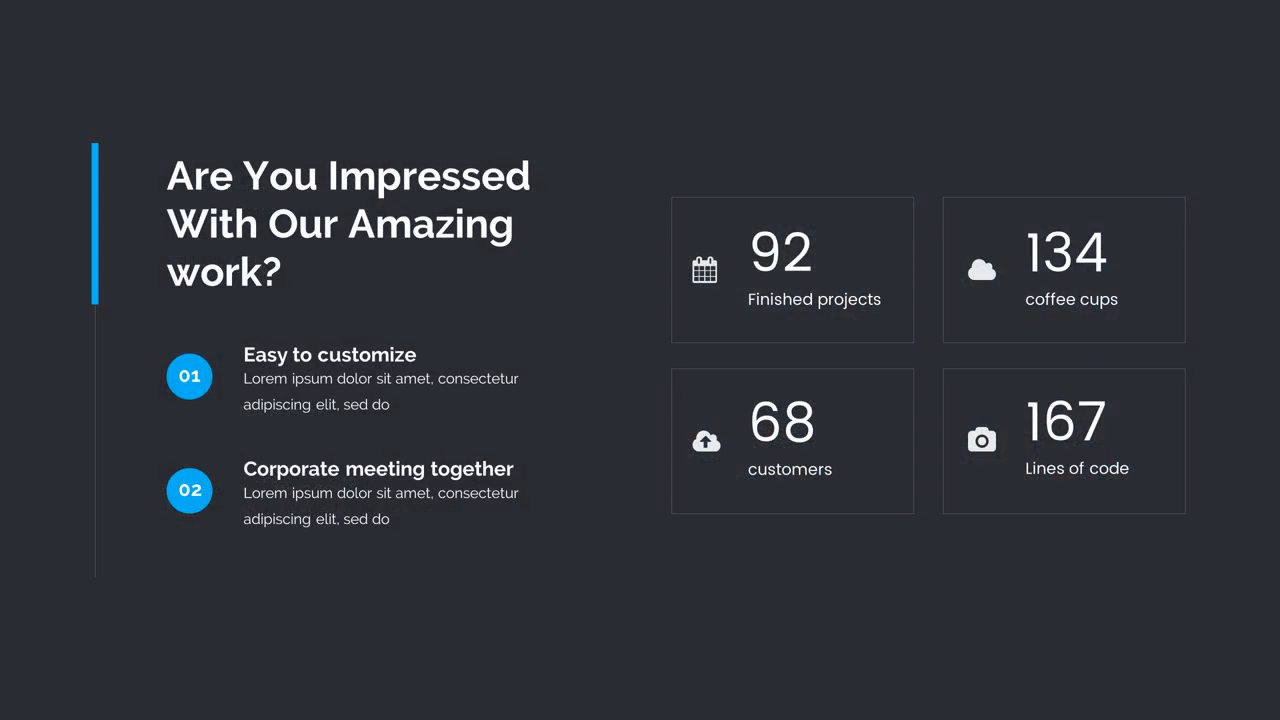 Are You Impressed
With Our Amazing
work?
01
Easy to customize
Lorem ipsum dolor sit amet, consectetur
adipiscing elit, sed do
02
Corporate meeting together
Lorem ipsum dolor sit amet, consectetur
adipiscing elit, sed do
92
Finished projects
134
coffee cups
68
customers
167
Lines of code